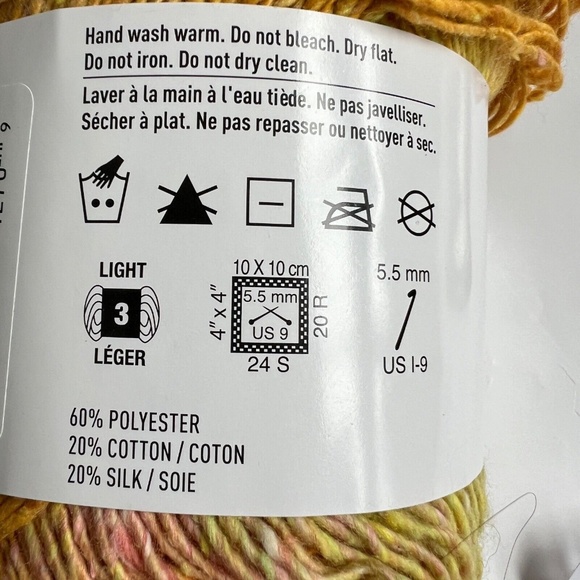 Hand wash warm. Do not bleach. Dry flat.
Do not iron. Do not dry clean.
Laver à la main à l'eau tiède. Ne pas javelliser.
Sécher à plat. Ne pas repasser ou nettoyer à sec.
LIGHT
3
LÉGER
10 X 10 cm
4" x 4"
5.5 mm
US 9
20 R
24 S
5.5 mm
US I-9
60% POLYESTER
20% COTTON / COTON
20% SILK / SOIE